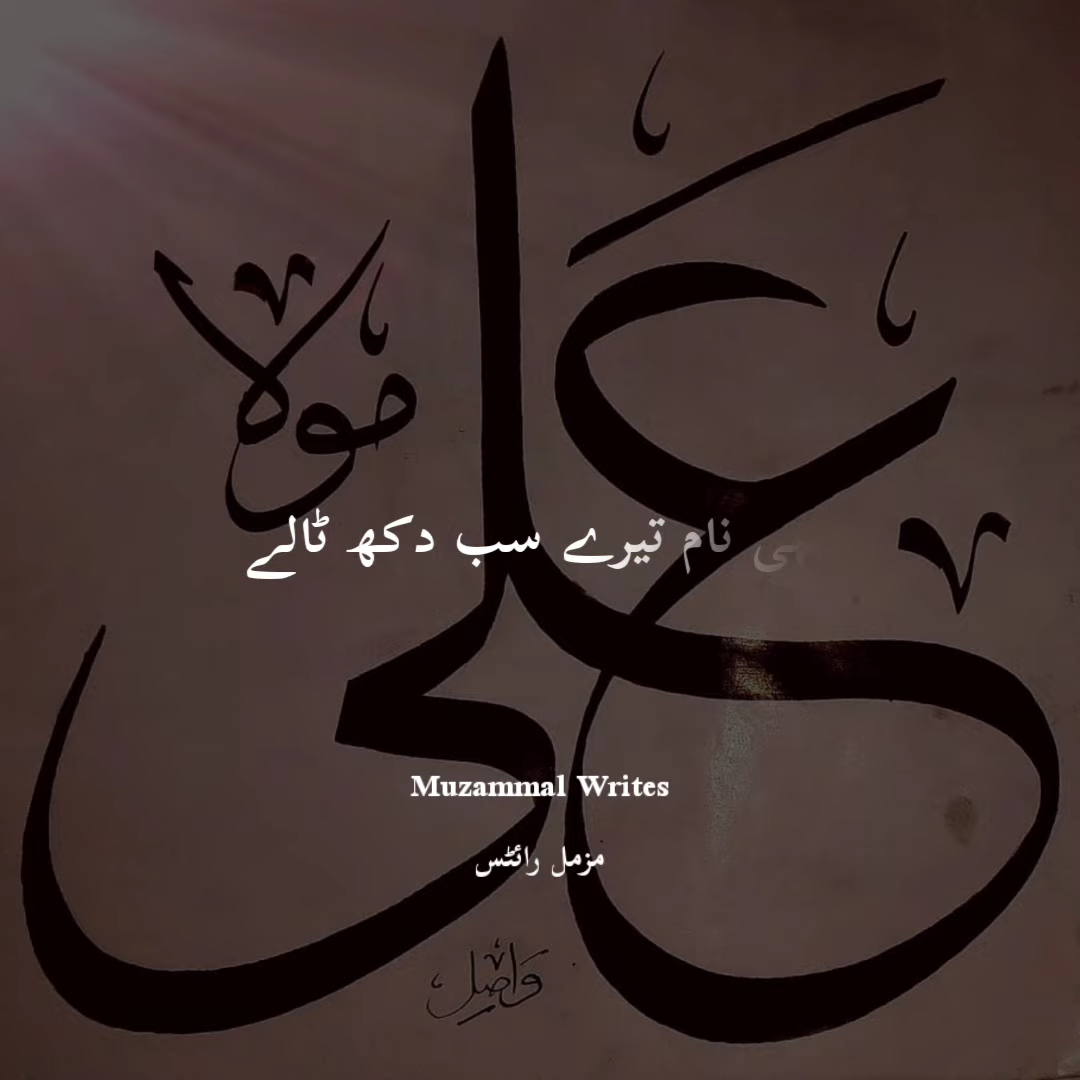 مولا
علی
نام تیرے سب دکھ ٹالے
Muzammal Writes
مزمل رائٹس
واصل